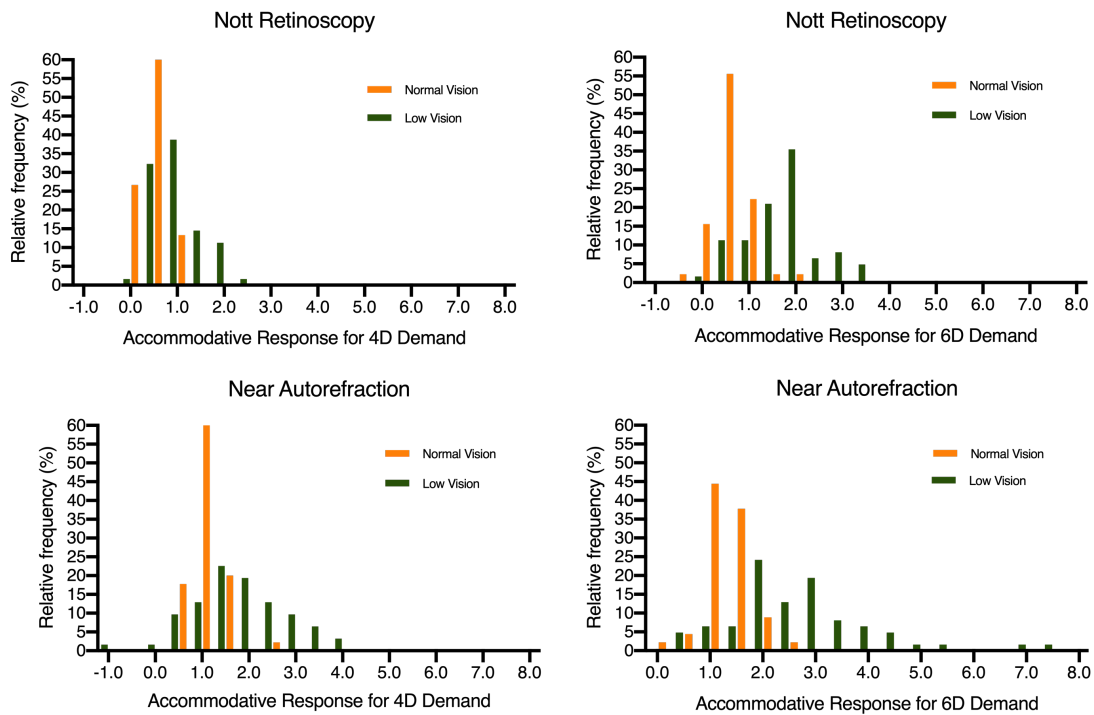 Nott Retinoscopy
Relative frequency (%)
60
55
50
45
40
35
30
25
20
15
10
5
0
Normal Vision
Low Vision
-1.0 0.0 1.0 2.0 3.0 4.0 5.0 6.0 7.0 8.0
Accommodative Response for 4D Demand
Nott Retinoscopy
Relative frequency (%)
60
55
50
45
40
35
30
25
20
15
10
5
0
Normal Vision
Low Vision
-1.0 0.0 1.0 2.0 3.0 4.0 5.0 6.0 7.0 8.0
Accommodative Response for 6D Demand
Near Autorefraction
Relative frequency (%)
60
55
50
45
40
35
30
25
20
15
10
5
0
Normal Vision
Low Vision
-1.0 0.0 1.0 2.0 3.0 4.0 5.0 6.0 7.0 8.0
Accommodative Response for 4D Demand
Near Autorefraction
Relative frequency (%)
60
55
50
45
40
35
30
25
20
15
10
5
0
Normal Vision
Low Vision
0.0 1.0 2.0 3.0 4.0 5.0 6.0 7.0 8.0
Accommodative Response for 6D Demand